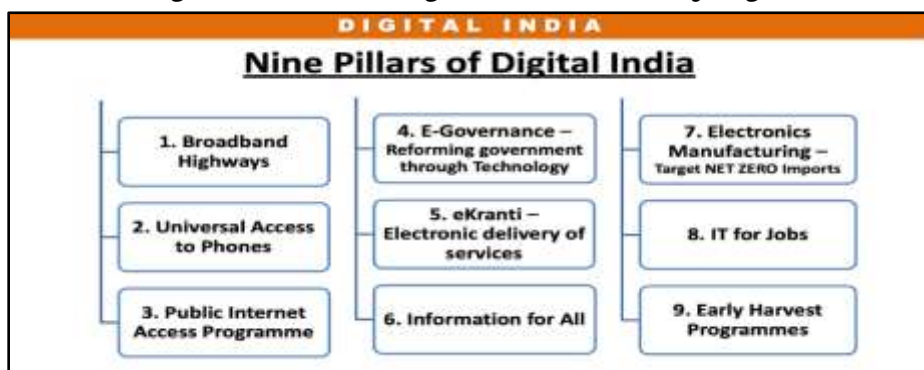 DIGITAL INDIA
Nine Pillars of Digital India
1. Broadband
Highways
2. Universal Access
to Phones
3. Public Internet
Access Programme
4. E-Governance –
Reforming government
through Technology
5. eKranti –
Electronic delivery of
services
6. Information for All
7. Electronics
Manufacturing –
Target NET ZERO Imports
8. IT for Jobs
9. Early Harvest
Programmes